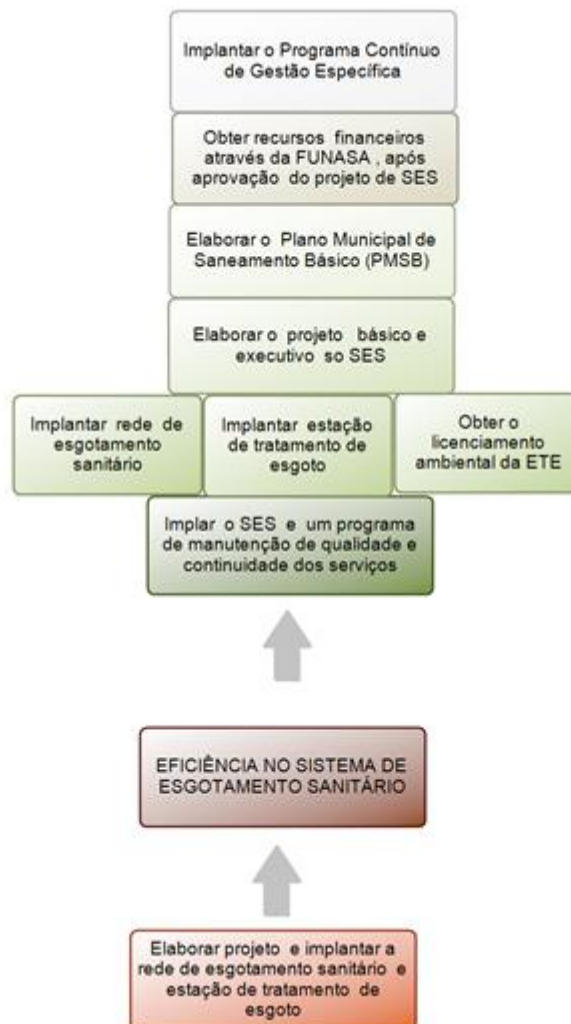 Implantar o Programa Contínuo
de Gestão Específica
Obter recursos financeiros
através da FUNASA , após
aprovação do projeto de SES
Elaborar o Plano Municipal de
Saneamento Básico (PMSB)
Elaborar o projeto básico e
executivo so SES
Implantar rede de
esgotamento
sanitário
Implantar estação
de tratamento de
esgoto
Obter o
licenciamento
ambiental da ETE
Implar o SES e um programa
de manutenção de qualidade e
continuidade dos serviços
EFICIÊNCIA NO SISTEMA DE
ESGOTAMENTO SANITÁRIO
Elaborar projeto e implantar a
rede de esgotamento sanitário e
estação de tratamento de
esgoto